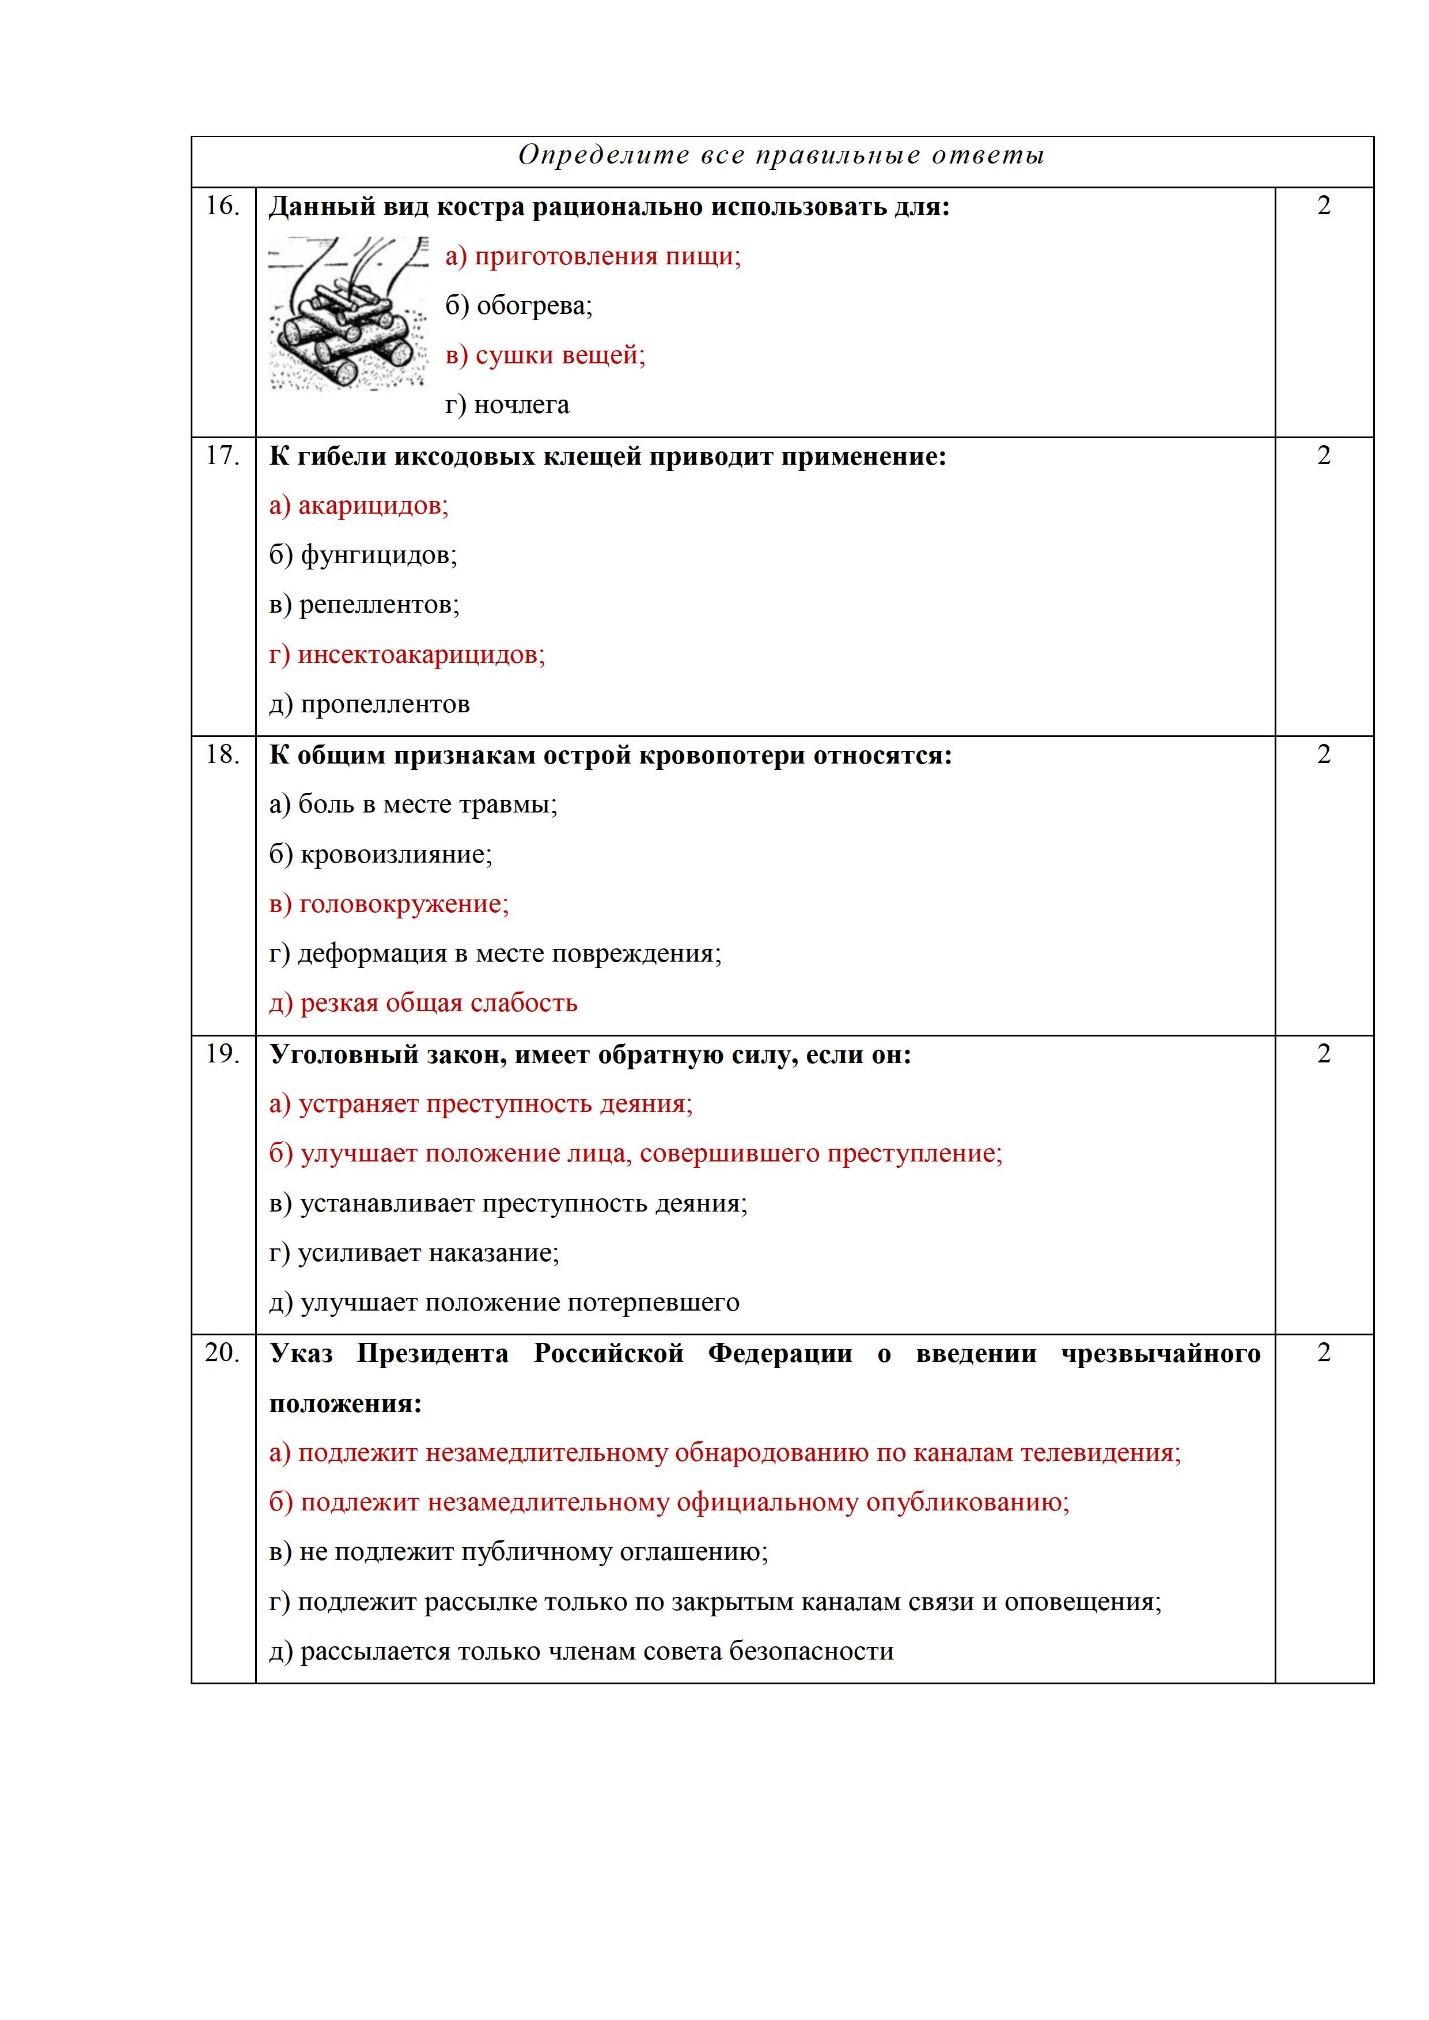 Определите все правильные ответы
16. Данный вид костра рационально использовать для: 2
а) приготовления пищи;
б) обогрева;
в) сушки вещей;
г) ночлега
17. К гибели иксодовых клещей приводит применение: 2
а) акарицидов;
б) фунгицидов;
в) репеллентов;
г) инсектоакарицидов;
д) пропеллентов
18. К общим признакам острой кровопотери относятся: 2
а) боль в месте травмы;
б) кровоизлияние;
в) головокружение;
г) деформация в месте повреждения;
д) резкая общая слабость
19. Уголовный закон, имеет обратную силу, если он: 2
а) устраняет преступность деяния;
б) улучшает положение лица, совершившего преступление;
в) устанавливает преступность деяния;
г) усиливает наказание;
д) улучшает положение потерпевшего
20. Указ Президента Российской Федерации о введении чрезвычайного 2
положения:
а) подлежит незамедлительному обнародованию по каналам телевидения;
б) подлежит незамедлительному официальному опубликованию;
в) не подлежит публичному оглашению;
г) подлежит рассылке только по закрытым каналам связи и оповещения;
д) рассылается только членам совета безопасности